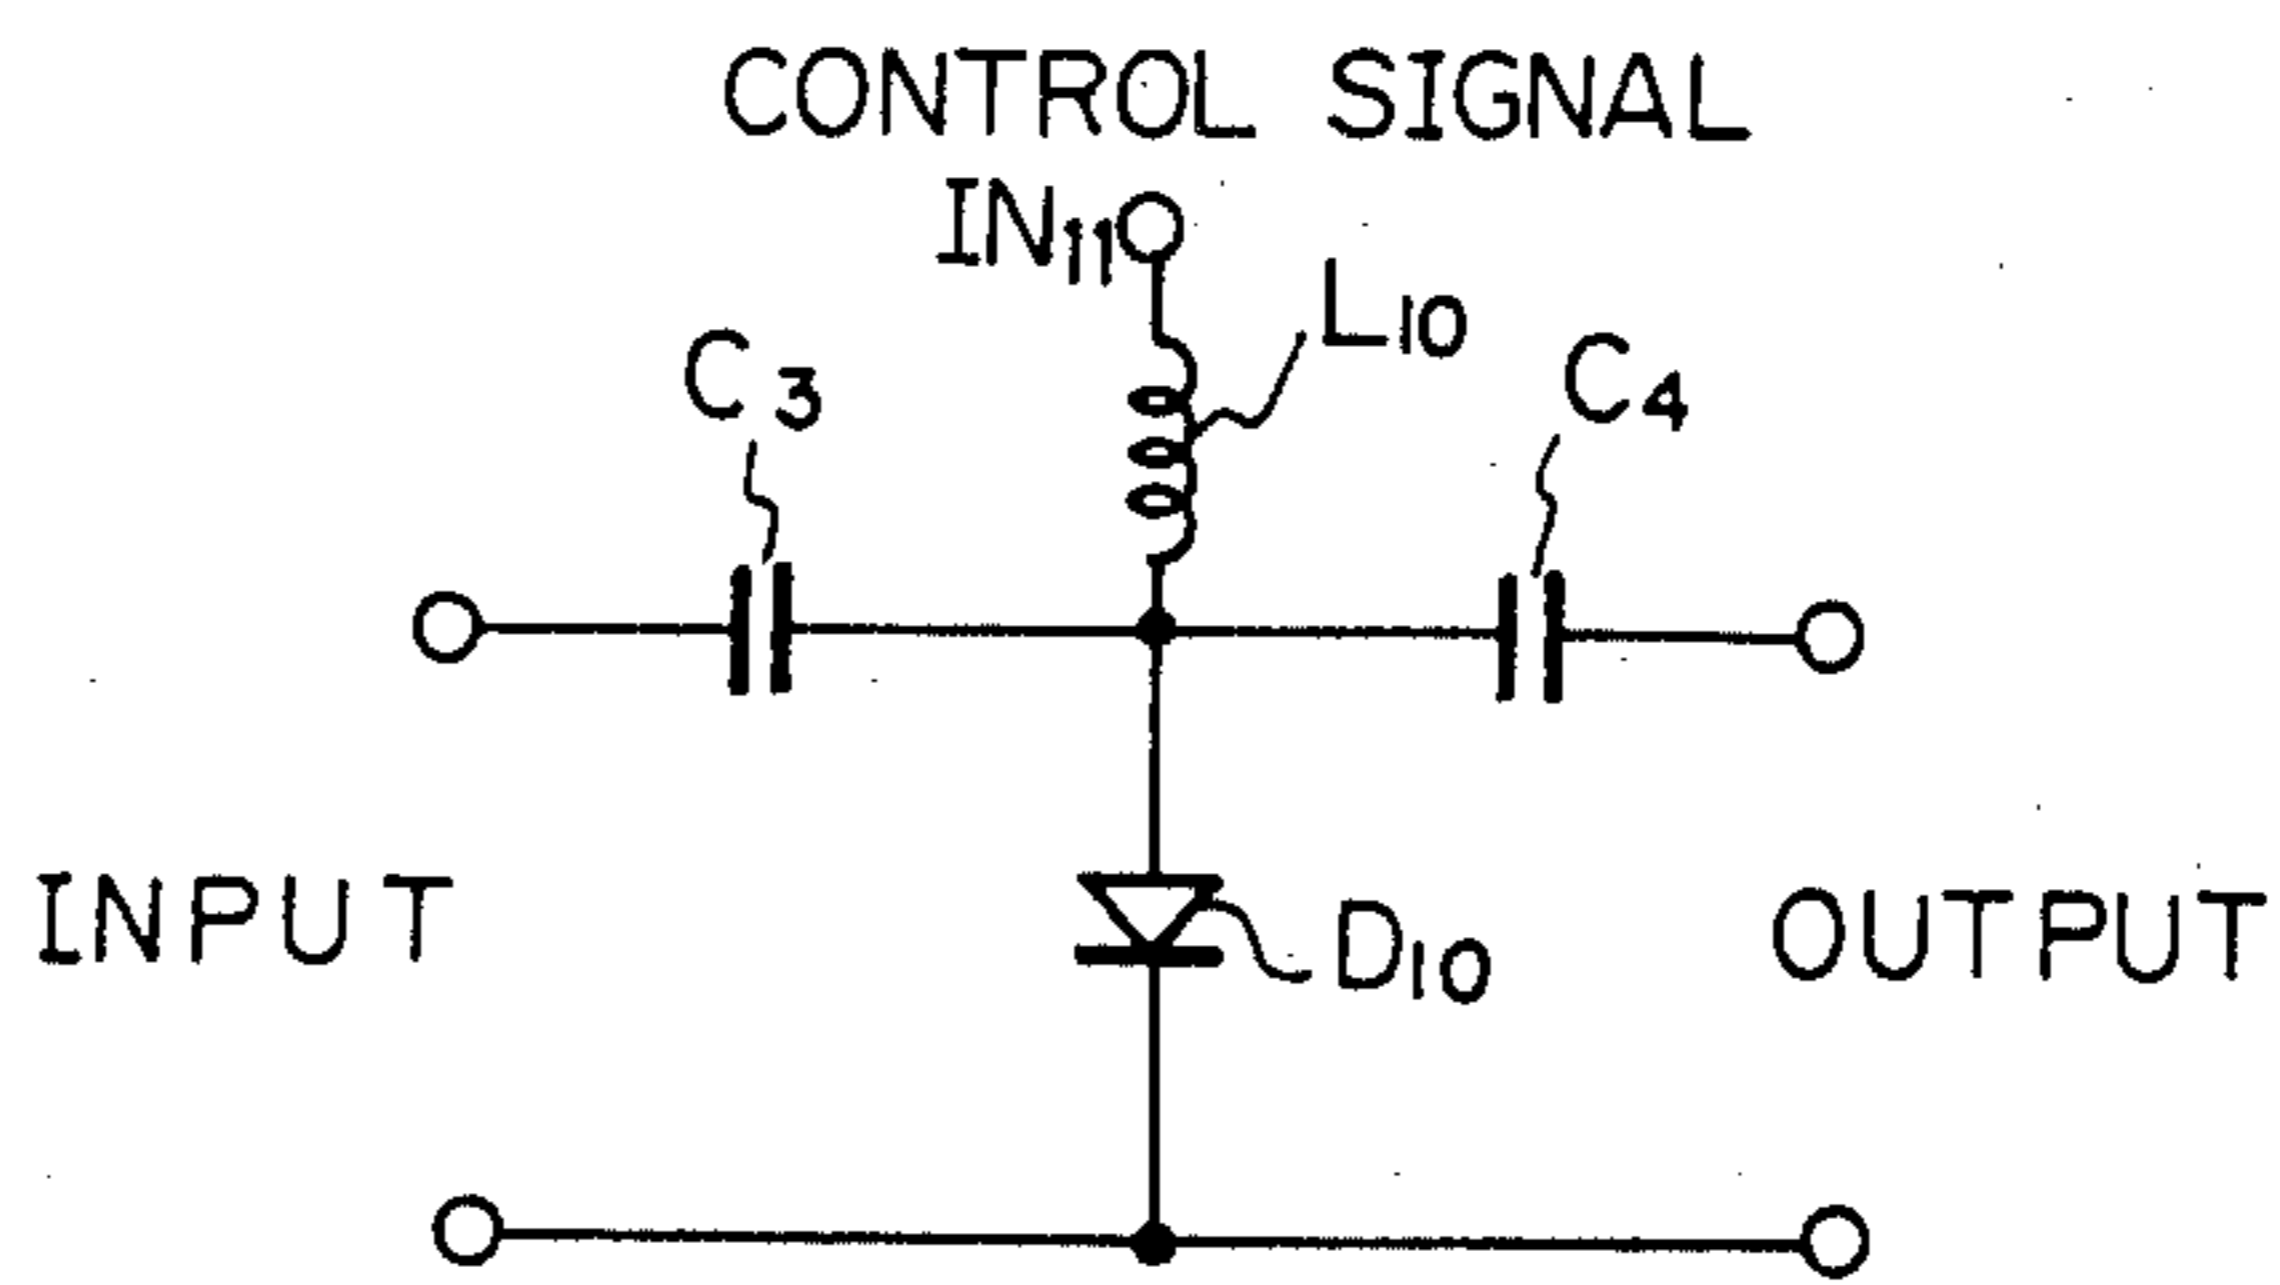 CONTROL SIGNAL
IN11
L10
C3
C4
INPUT
D10
OUTPUT